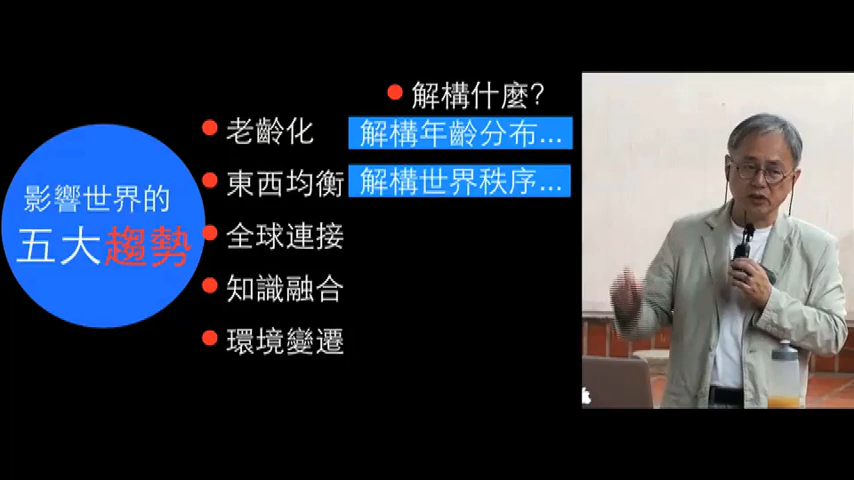 影響世界的
五大趨勢
老齡化
東西均衡
全球連接
知識融合
環境變遷
解構什麼?
解構年齡分布...
解構世界秩序...